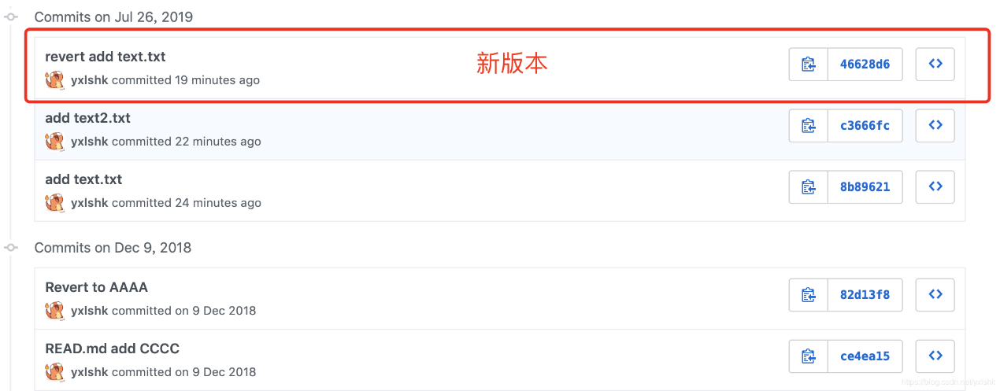 Commits on Jul 26, 2019
revert add text.txt
新版本
yxlshk committed 19 minutes ago
46628d6
add text2.txt
yxlshk committed 22 minutes ago
c3666fc
add text.txt
yxlshk committed 24 minutes ago
8b89621
Commits on Dec 9, 2018
Revert to AAAA
yxlshk committed on 9 Dec 2018
82d13f8
READ.md add CCCC
yxlshk committed on 9 Dec 2018
ce4ea15
https://blog.csdn.net/yxlshk